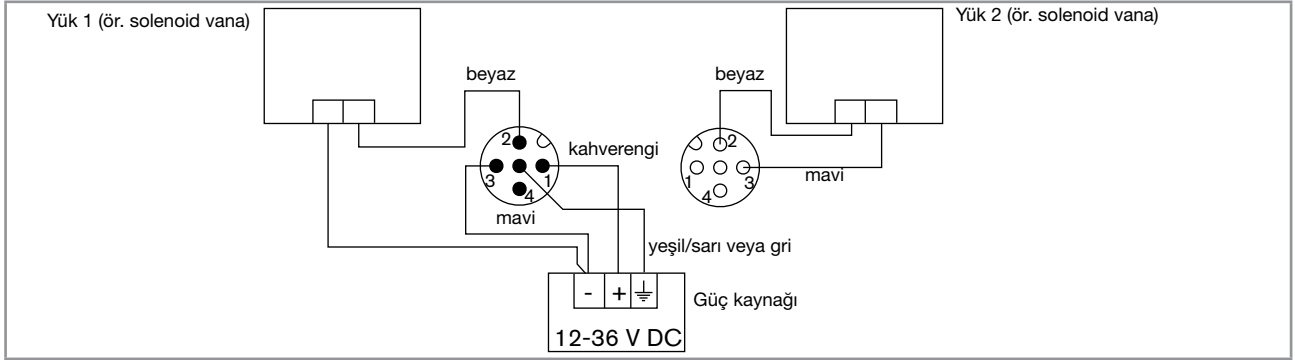 Yük 1 (ör. solenoid vana)
Yük 2 (ör. solenoid vana)
beyaz
beyaz
2
kahverengi
3
1
4
mavi
2
1
3
4
mavi
yeşil/sarı veya gri
- +
Güç kaynağı
12-36 V DC